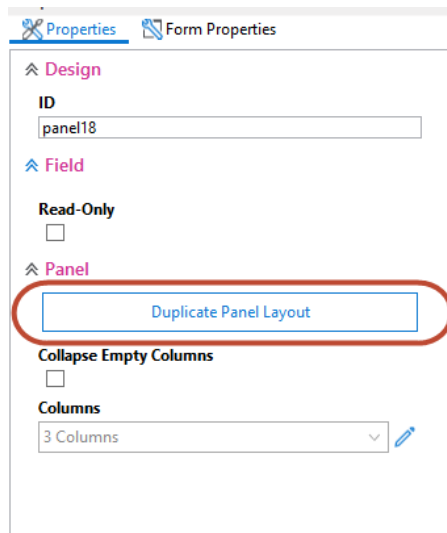 Properties Form Properties
Design
ID
panel18
Field
Read-Only
Panel
Duplicate Panel Layout
Collapse Empty Columns
Columns
3 Columns